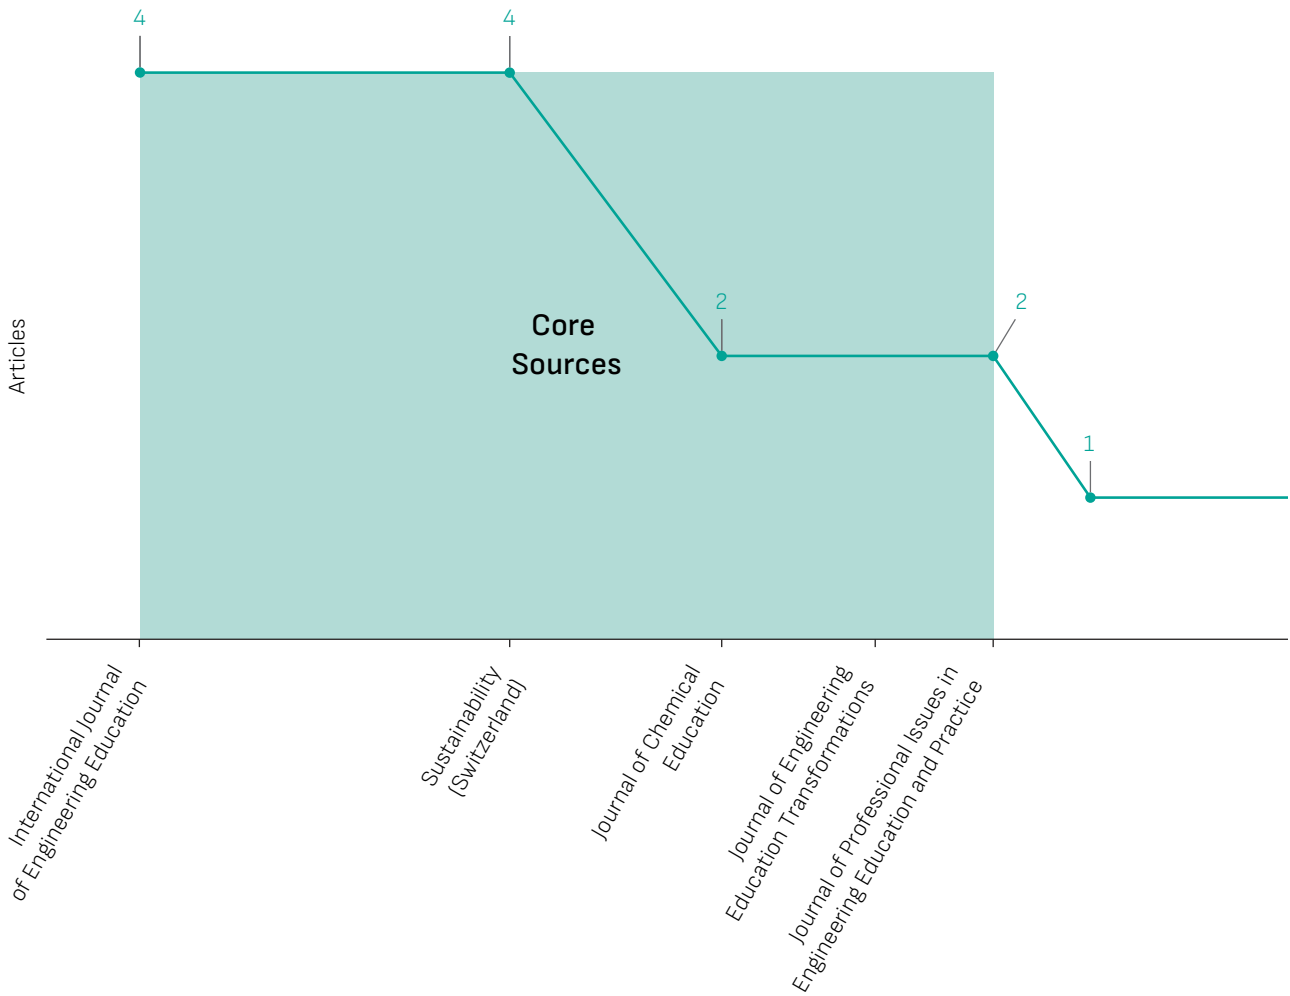 4
4
2
2
1
Core
Sources
Articles
International Journal
of Engineering Education
Sustainability
(Switzerland)
Journal of Chemical
Education
Journal of Engineering
Education Transformations
Journal of Professional Issues in
Engineering Education and Practice